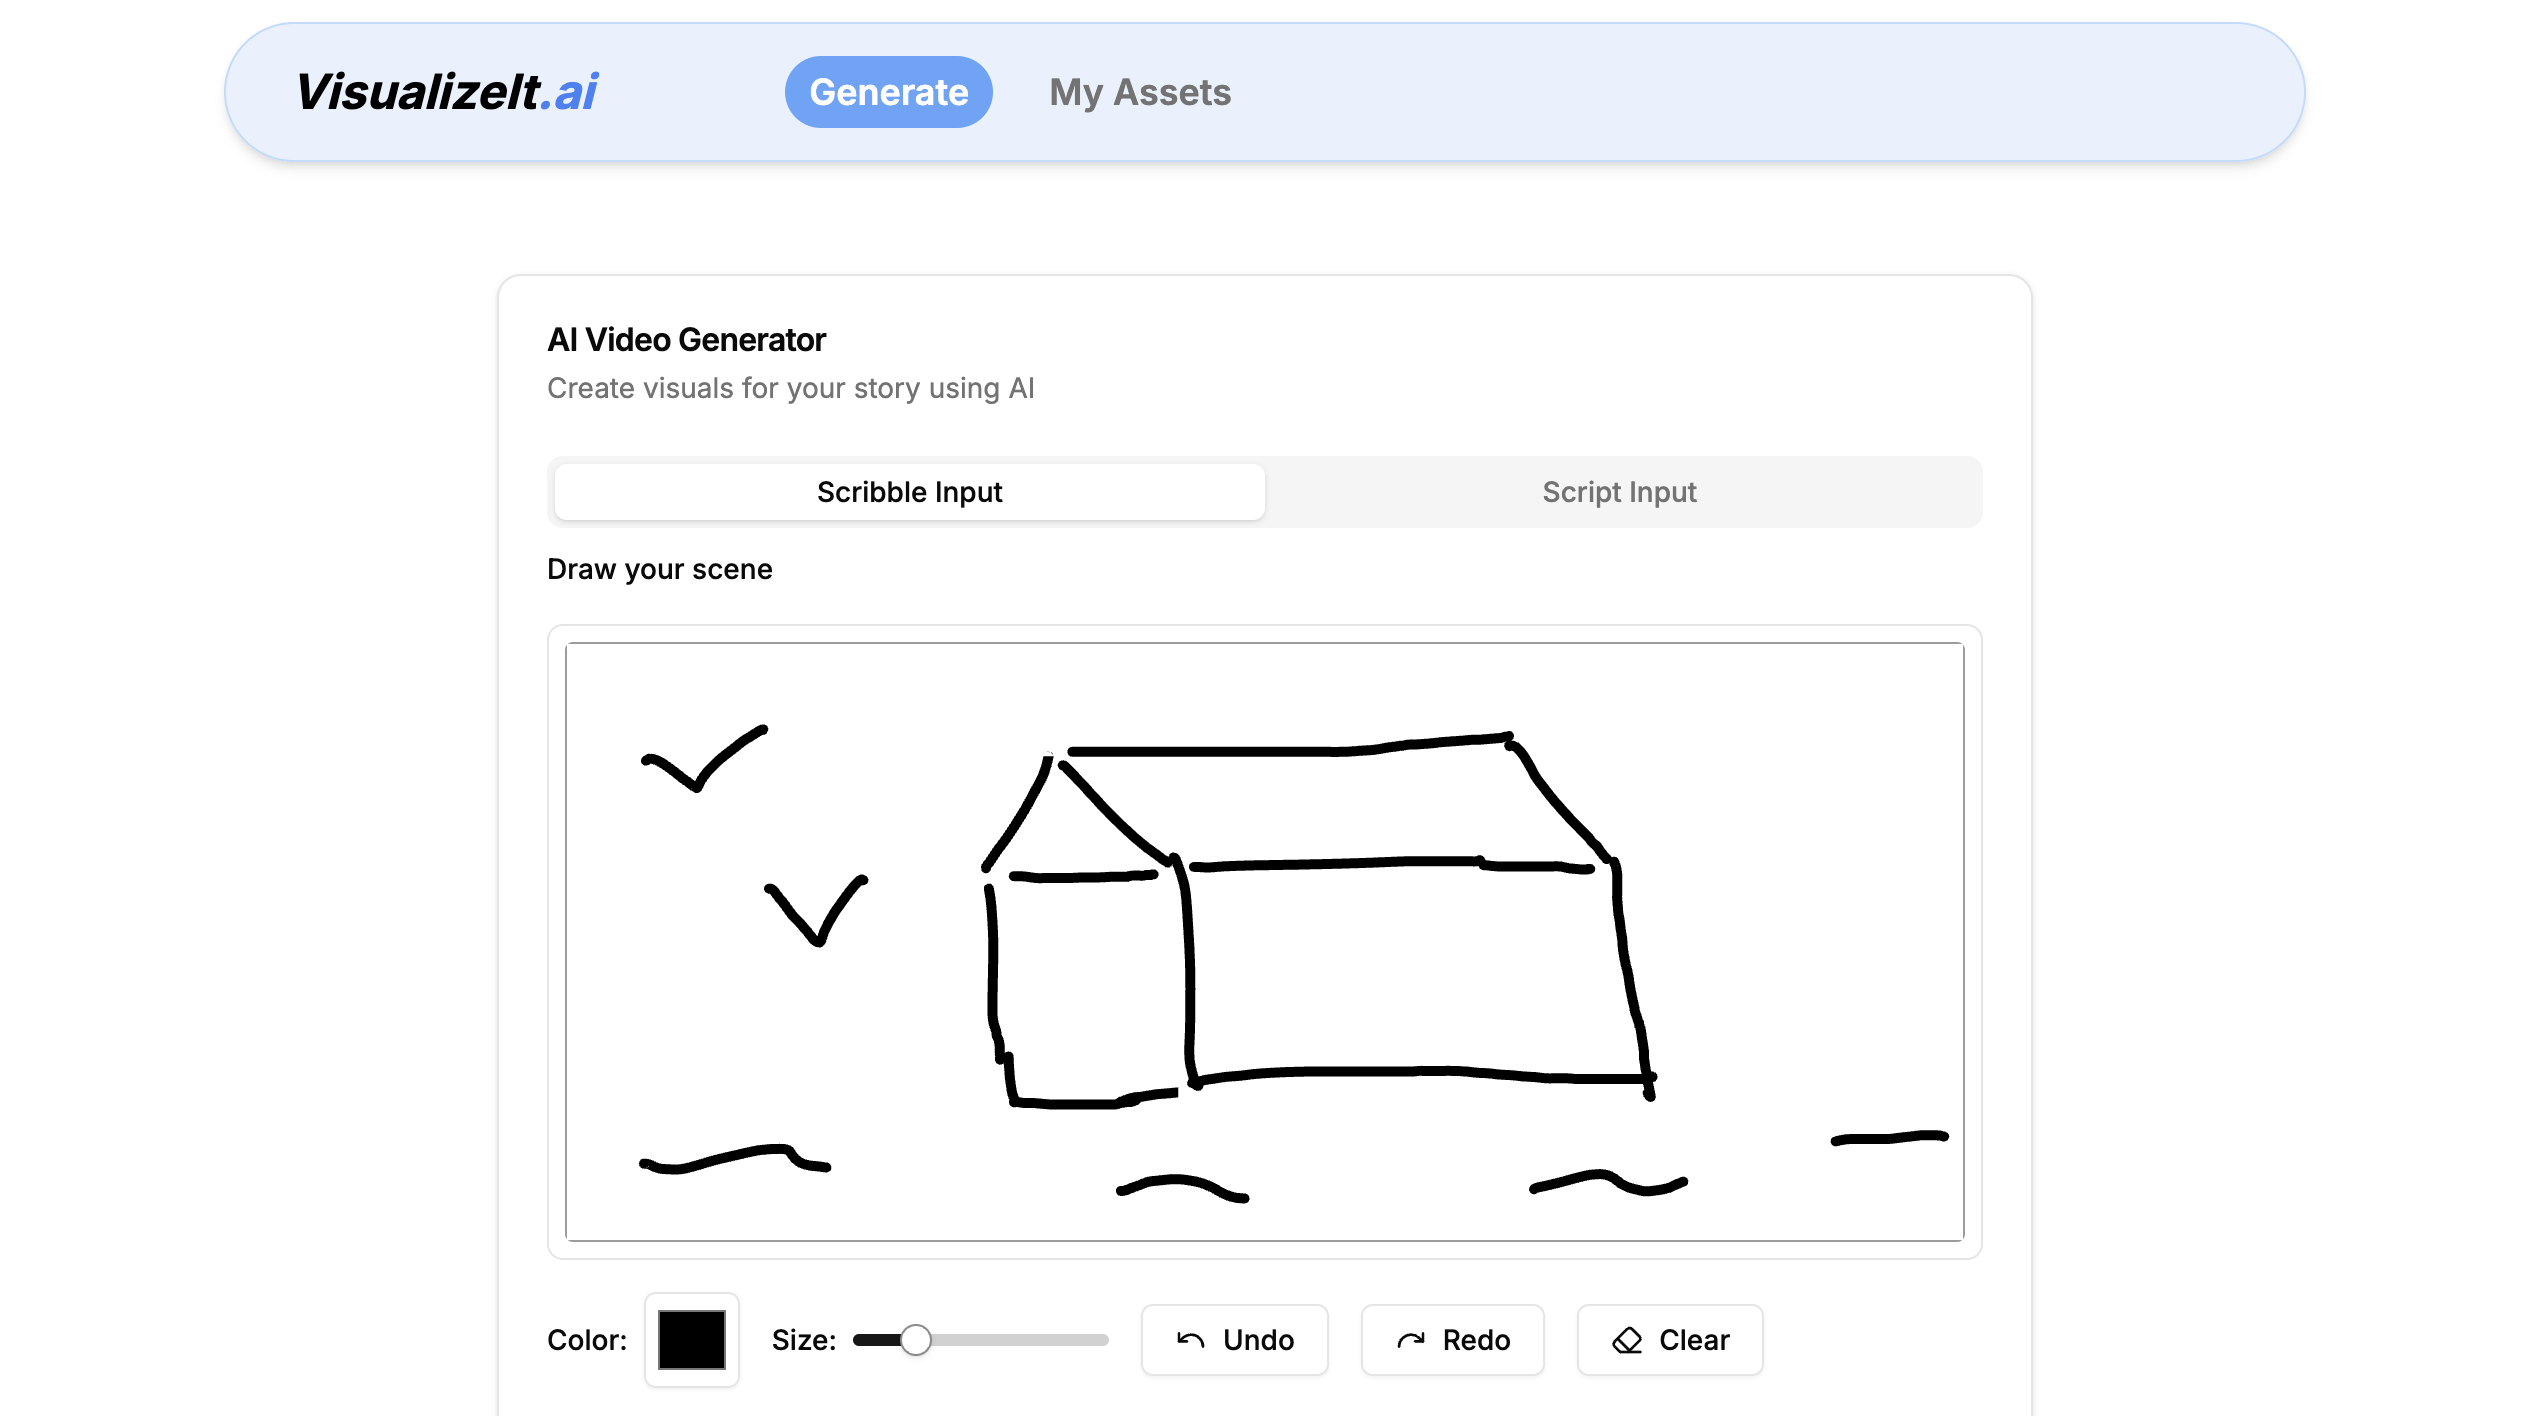 VisualizeIt.ai Generate My Assets
AI Video Generator
Create visuals for your story using AI
Scribble Input Script Input
Draw your scene
Color: Size: Undo Redo Clear